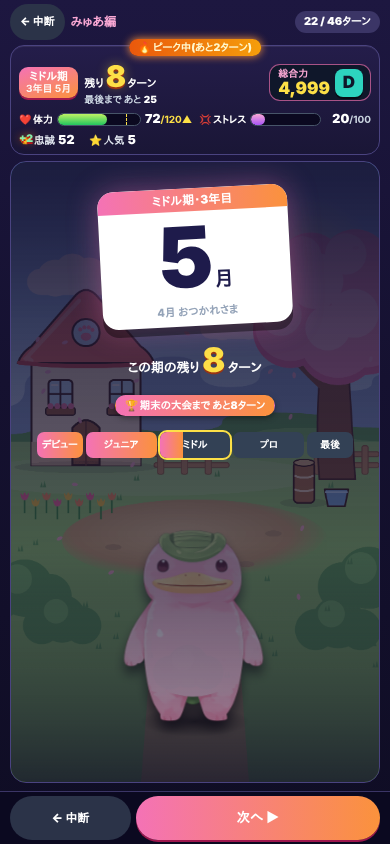 ← 中断
みゅあ編
22 / 46ターン
🔥 ピーク中(あと2ターン)
ミドル期
3年目 5月
残り8ターン
最後まであと 25
総合力
4,999 D
❤️体力 72/120▲ 💢ストレス 20/100
+2 忠誠 52 ⭐人気 5
ミドル期・3年目
5月
4月 おつかれさま
この期の残り8ターン
🏆 期末の大会まであと8ターン
デビュー ジュニア ミドル プロ 最後
← 中断
次へ ▶